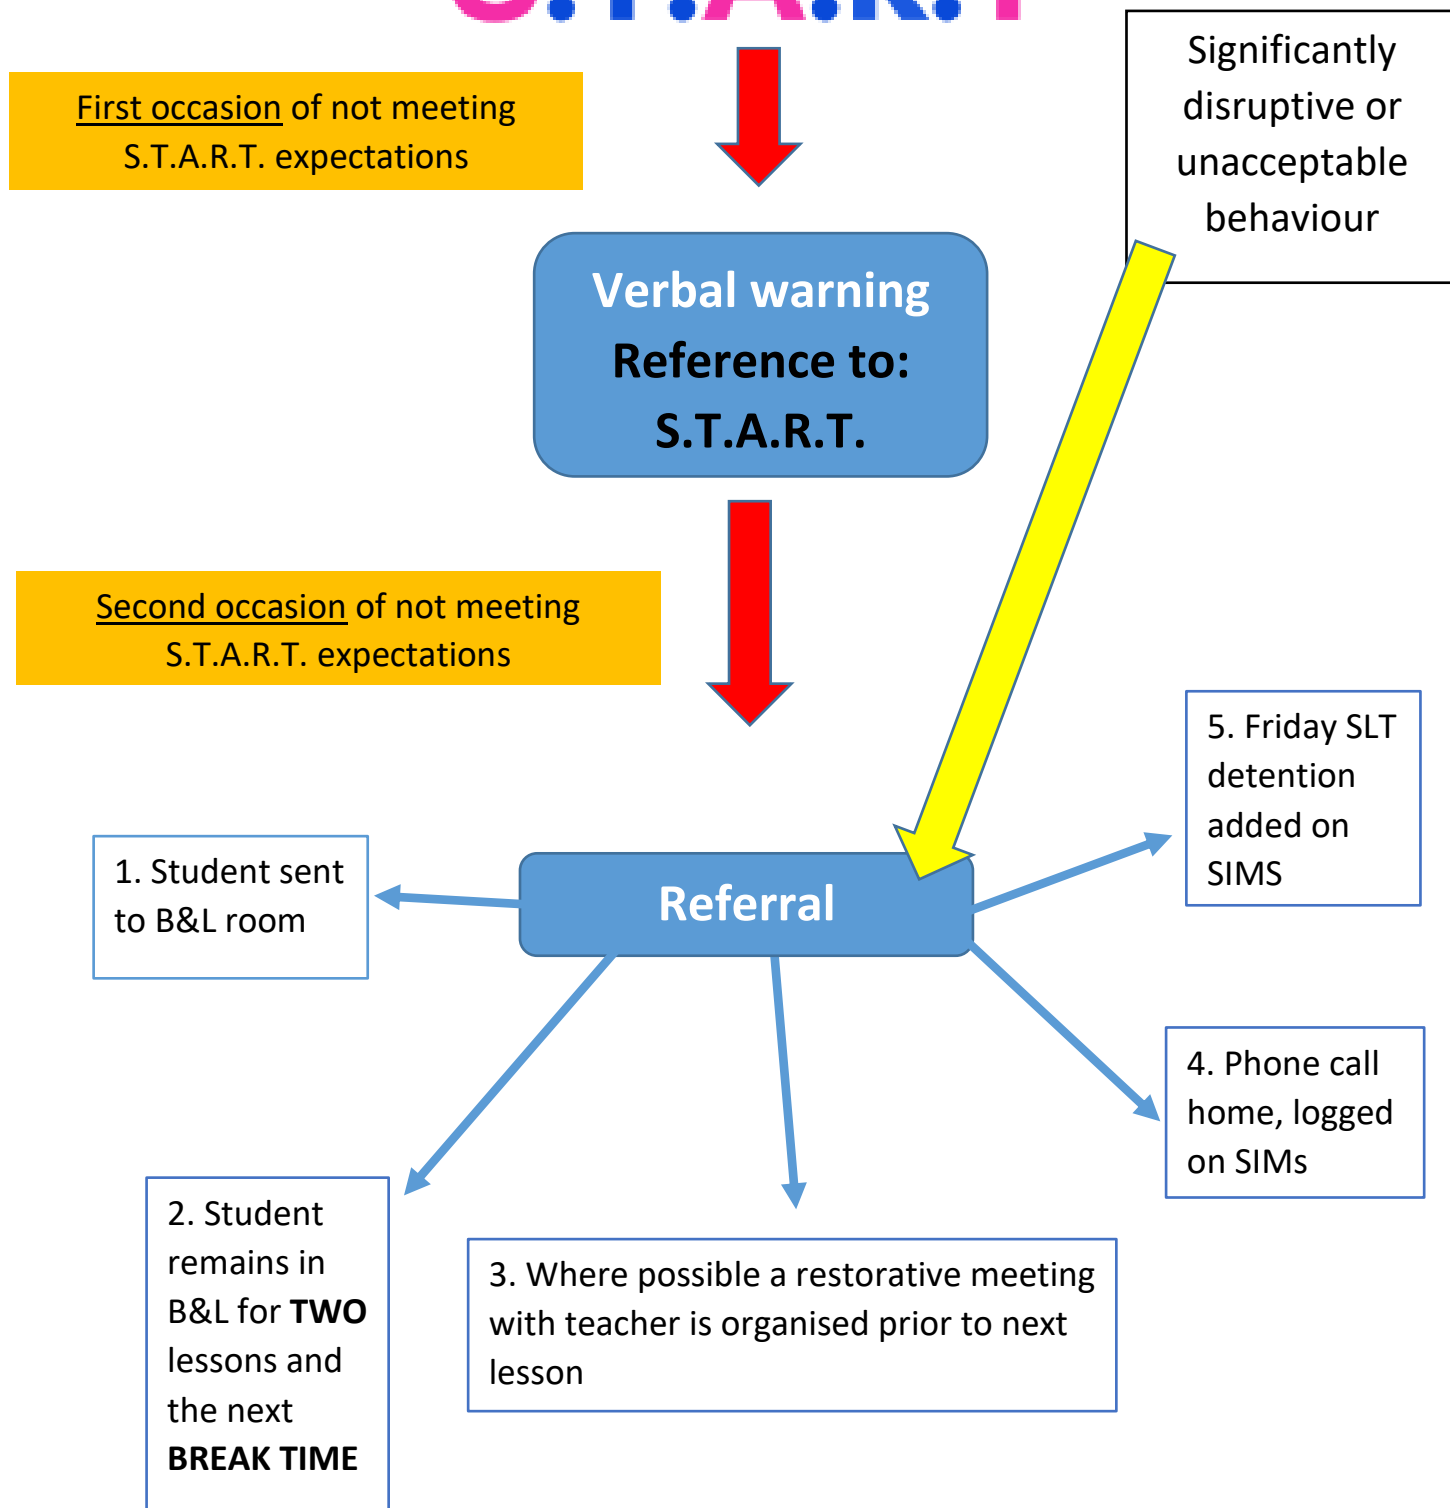 S.T.A.R.T
Significantly
disruptive or
unacceptable
behaviour
First occasion of not meeting
S.T.A.R.T. expectations
Verbal warning
Reference to:
S.T.A.R.T.
Second occasion of not meeting
S.T.A.R.T. expectations
Referral
1. Student sent
to B&L room
2. Student
remains in
B&L for TWO
lessons and
the next
BREAK TIME
3. Where possible a restorative meeting
with teacher is organised prior to next
lesson
4. Phone call
home, logged
on SIMs
5. Friday SLT
detention
added on
SIMS